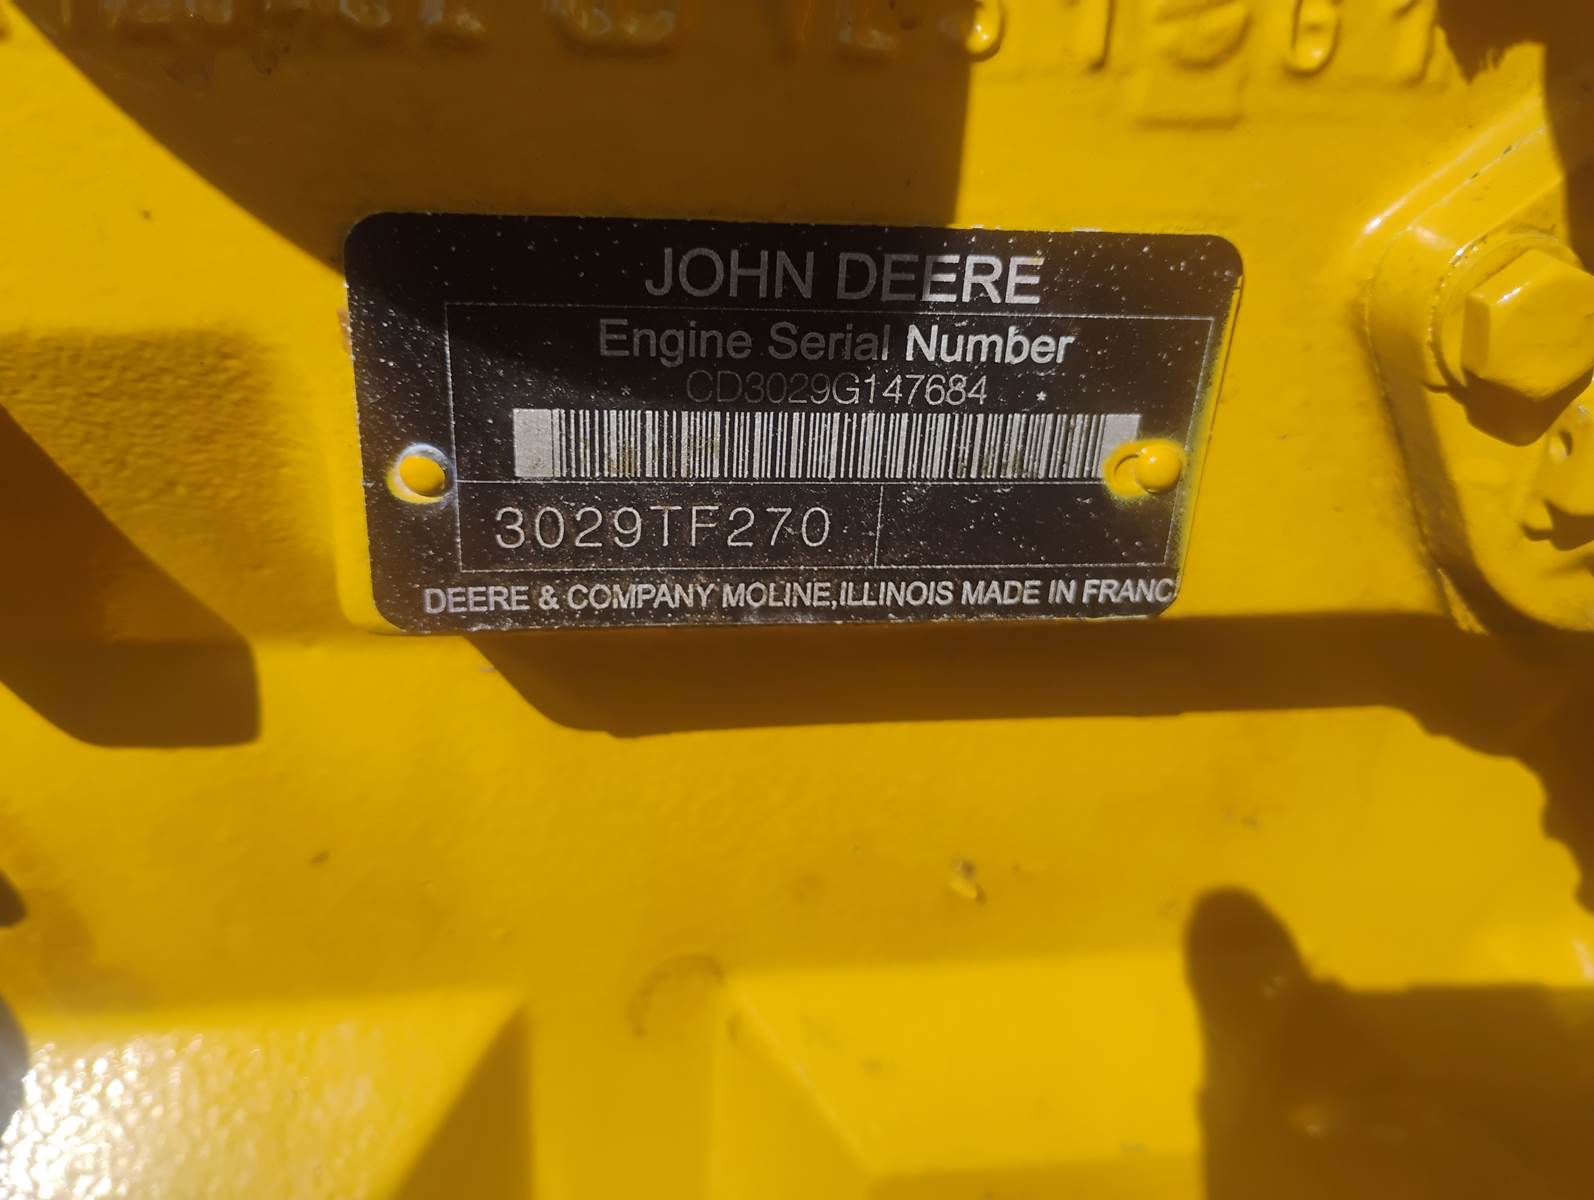 JOHN DEERE
Engine Serial Number
CD3029G147684 *
3029TF270
DEERE & COMPANY MOLINE,ILLINOIS MADE IN FRANC